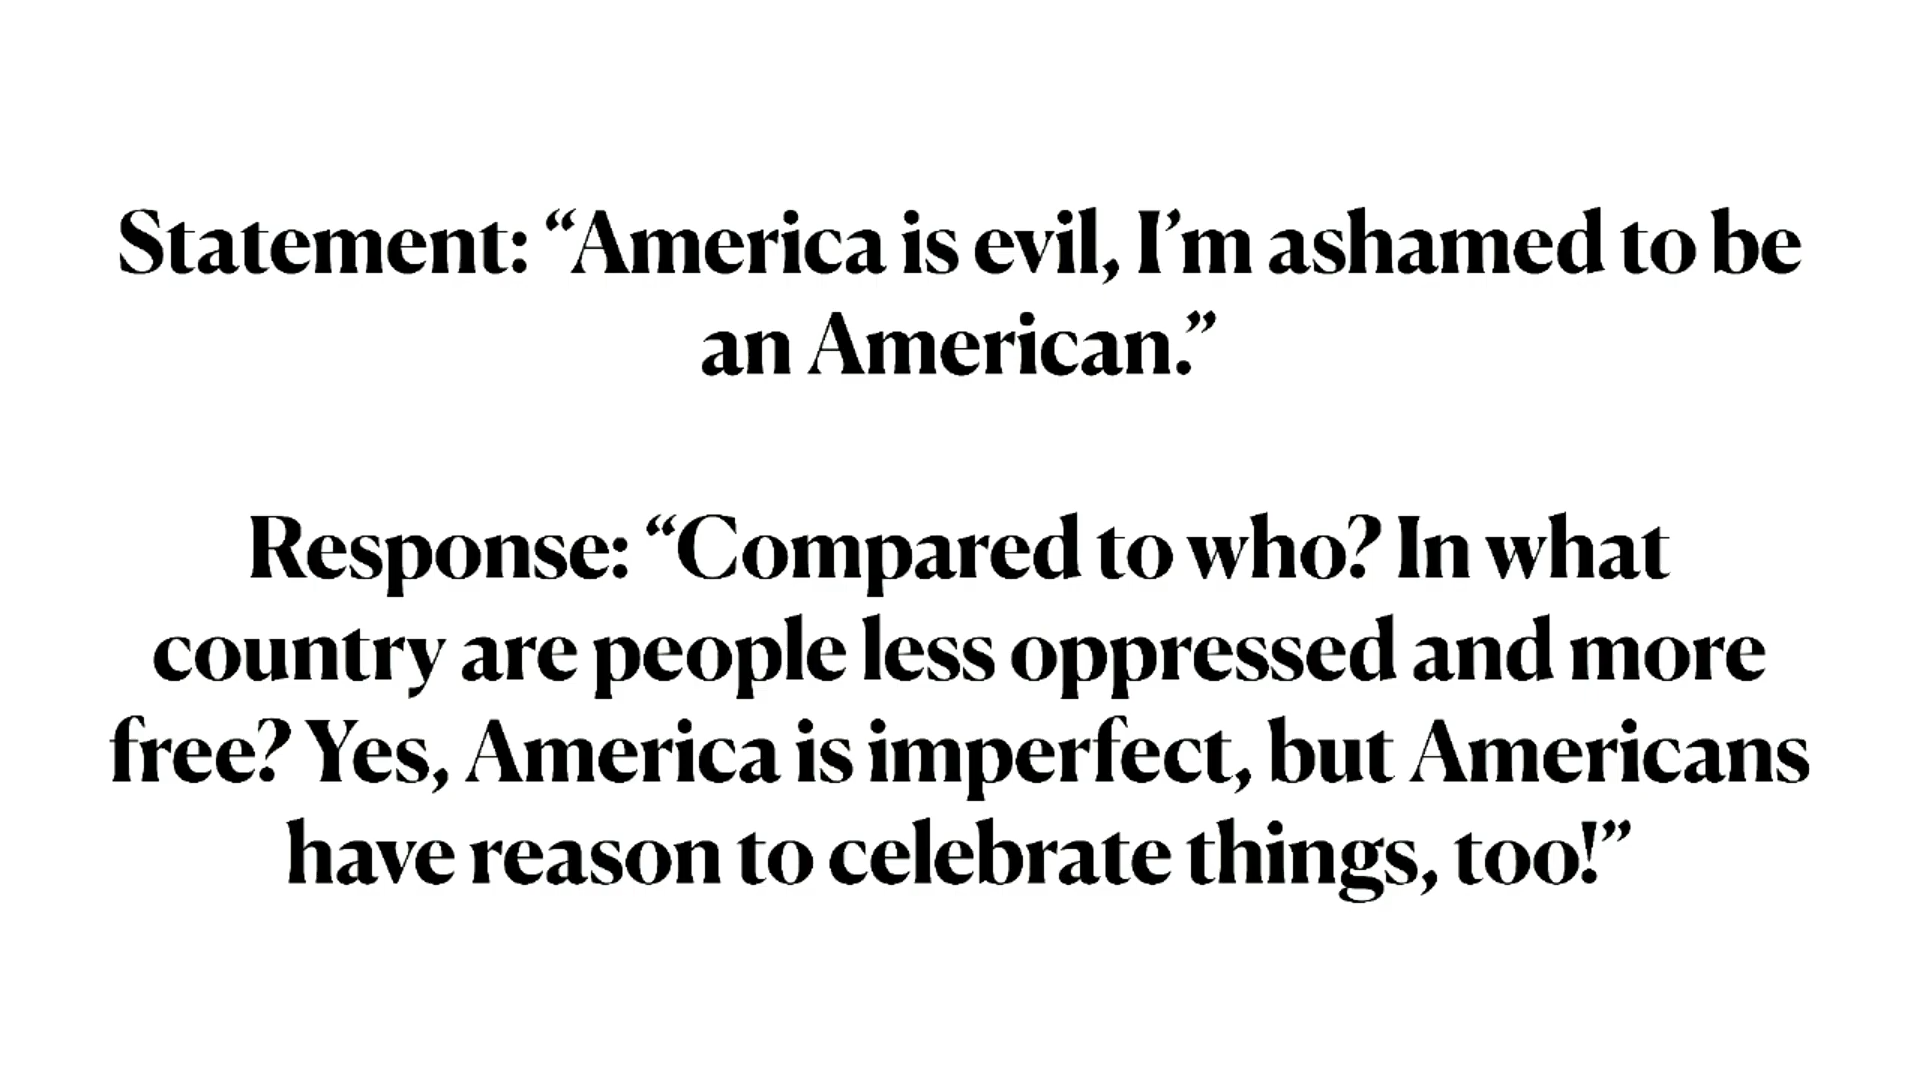 Statement: “America is evil, I’m ashamed to be
an American.”
Response: “Compared to who? In what
country are people less oppressed and more
free? Yes, America is imperfect, but Americans
have reason to celebrate things, too!”